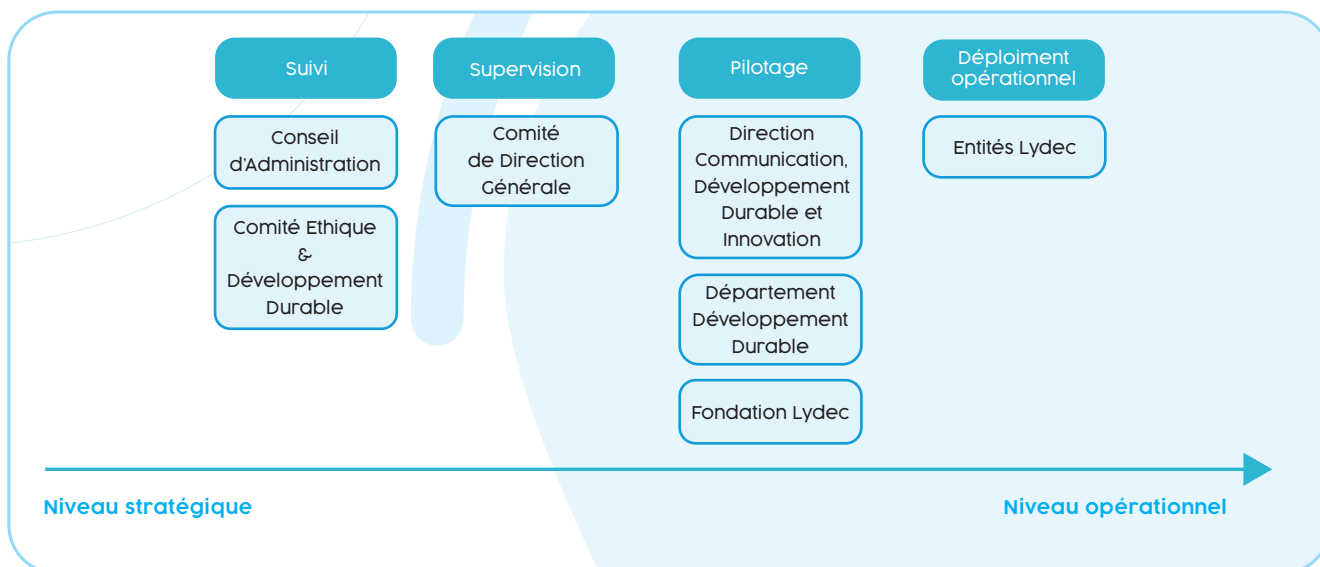 Suivi
Conseil
d'Administration
Comité Ethique
&
Développement
Durable
Supervision
Comité
de Direction
Générale
Pilotage
Direction
Communication,
Développement
Durable et
Innovation
Département
Développement
Durable
Fondation Lydec
Déploiment
opérationnel
Entités Lydec
Niveau stratégique
Niveau opérationnel